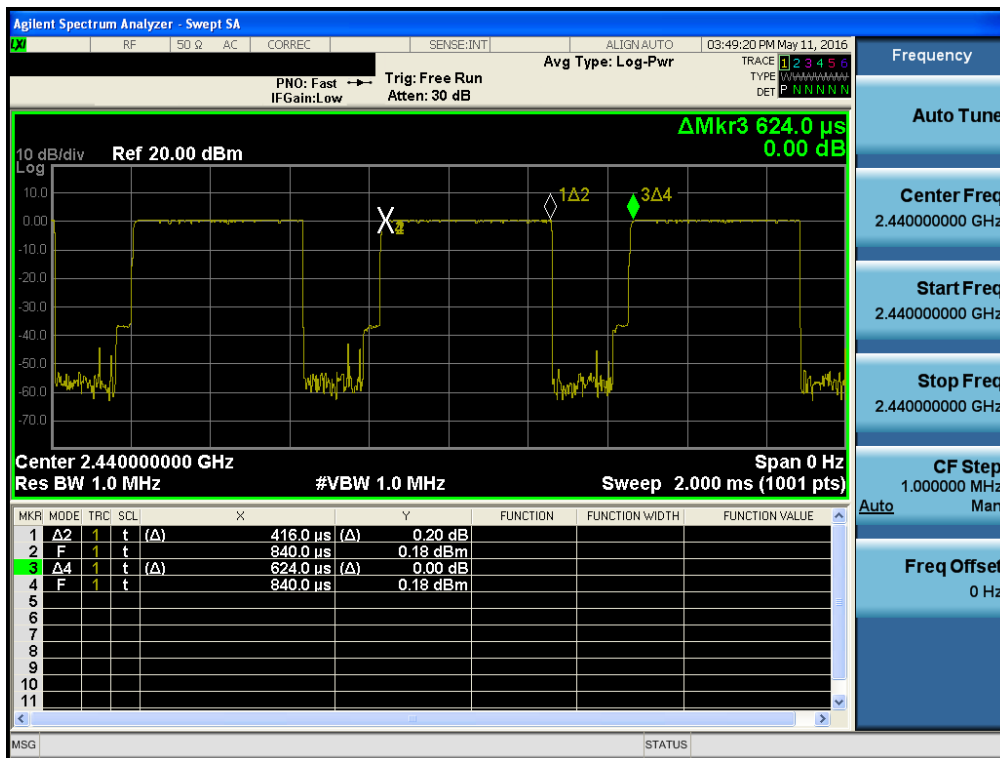 Agilent Spectrum Analyzer - Swept SA
LXI RF 50 Ω AC CORREC SENSE:INT ALIGN AUTO 03:49:20 PM May 11, 2016
Frequency
Avg Type: Log-Pwr
TRACE 1 2 3 4 5 6
TYPE
DET P N N N N N
PNO: Fast
IFGain:Low
Trig: Free Run
Atten: 30 dB
Auto Tune
ΔMkr3 624.0 µs
0.00 dB
10 dB/div Ref 20.00 dBm
Log
10.0
0.00
-10.0
-20.0
-30.0
-40.0
-50.0
-60.0
-70.0
1Δ2
3Δ4
X
Center Freq
2.440000000 GHz
Start Freq
2.440000000 GHz
Stop Freq
2.440000000 GHz
CF Step
1.000000 MHz
Auto Man
Freq Offset
0 Hz
Center 2.440000000 GHz Span 0 Hz
Res BW 1.0 MHz #VBW 1.0 MHz Sweep 2.000 ms (1001 pts)
MKR MODE TRC SCL X Y FUNCTION FUNCTION WIDTH FUNCTION VALUE
1 Δ2 1 t (Δ) 416.0 µs (Δ) 0.20 dB
2 F 1 t 840.0 µs 0.18 dBm
3 Δ4 1 t (Δ) 624.0 µs (Δ) 0.00 dB
4 F 1 t 840.0 µs 0.18 dBm
5
6
7
8
9
10
11
MSG STATUS